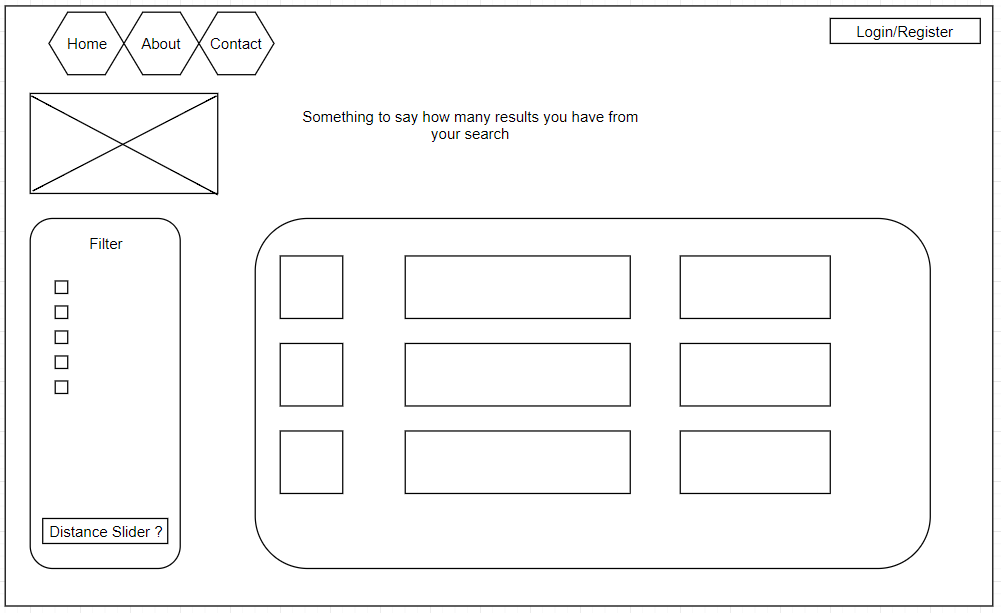 Home
About
Contact
Login/Register
Something to say how many results you have from
your search
Filter
Distance Slider ?